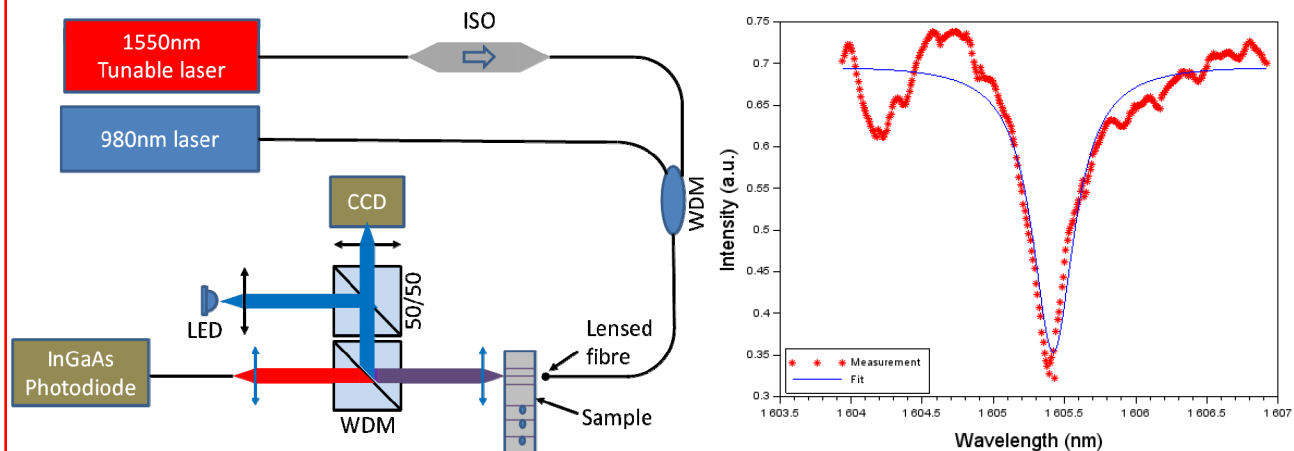 ISO
1550nm
Tunable laser
980nm laser
WDM
CCD
50/50
LED
Lensed
fibre
InGaAs
Photodiode
Sample
WDM
0.75
0.7
0.65
0.6
0.55
0.5
0.45
0.4
0.35
0.3
Intensity (a.u.)
Measurement
Fit
1 603.5
1 604
1 604.5
1 605
1 605.5
1 606
1 606.5
1 607
Wavelength (nm)